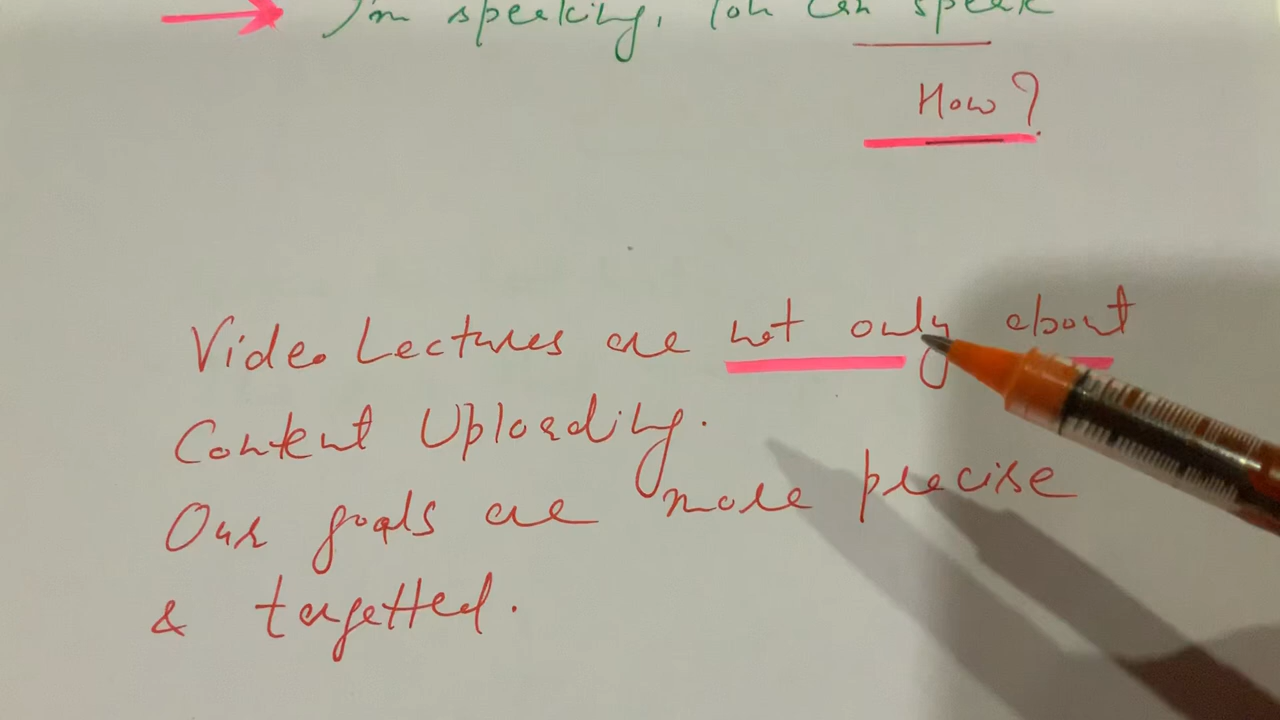 I'm speaking, You can speak
How?
Video Lectures are not only about
Content Uploading.
Our goals are more precise
& targetted.